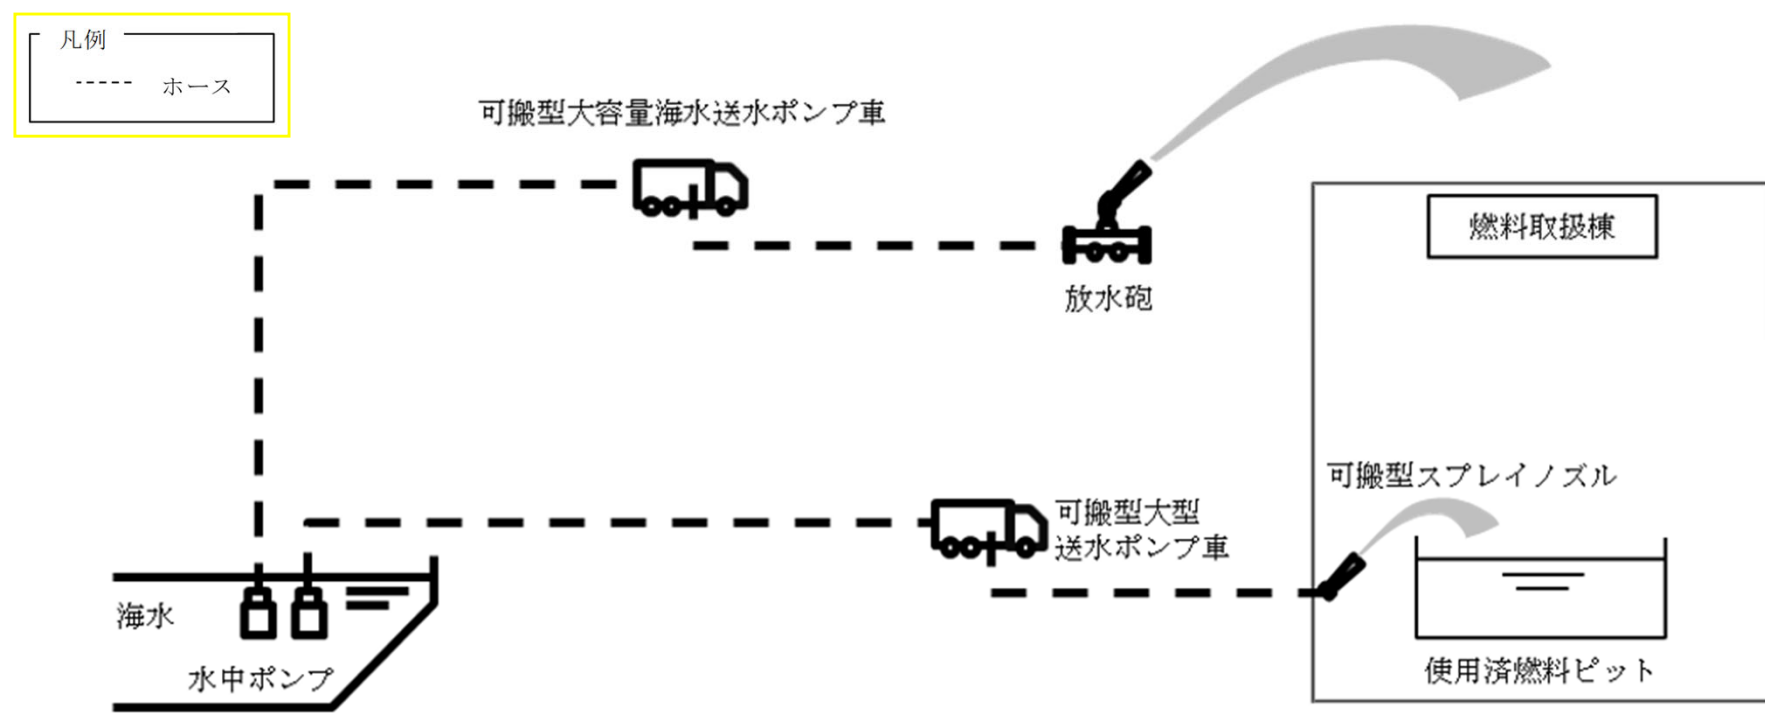 凡例
ホース
可搬型大容量海水送水ポンプ車
燃料取扱棟
放水砲
可搬型スプレイノズル
可搬型大型
送水ポンプ車
海水
水中ポンプ
使用済燃料ピット